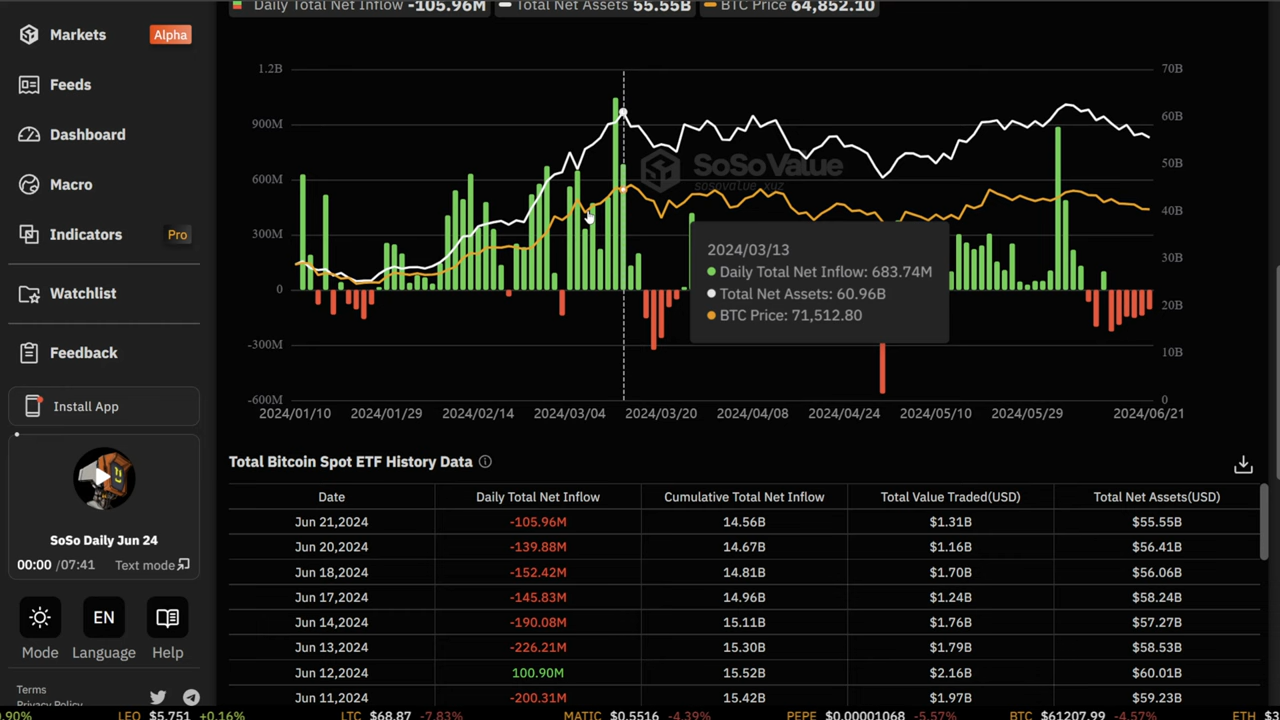 Daily Total Net Inflow -105.96M Total Net Assets 55.55B BTC Price 64,852.10
Markets Alpha
Feeds
Dashboard
Macro
Indicators Pro
Watchlist
Feedback
Install App
SoSo Daily Jun 24
00:00 /07:41 Text mode
EN
Mode Language Help
Terms
Privacy Policy
1.2B
900M
600M
300M
0
-300M
-600M
70B
60B
50B
40B
30B
20B
10B
0
SoSoValue
sosovalue.xyz
2024/03/13
Daily Total Net Inflow: 683.74M
Total Net Assets: 60.96B
BTC Price: 71,512.80
2024/01/10 2024/01/29 2024/02/14 2024/03/04 2024/03/20 2024/04/08 2024/04/24 2024/05/10 2024/05/29 2024/06/21
Total Bitcoin Spot ETF History Data
Date Daily Total Net Inflow Cumulative Total Net Inflow Total Value Traded(USD) Total Net Assets(USD)
Jun 21,2024 -105.96M 14.56B $1.31B $55.55B
Jun 20,2024 -139.88M 14.67B $1.16B $56.41B
Jun 18,2024 -152.42M 14.81B $1.70B $56.06B
Jun 17,2024 -145.83M 14.96B $1.24B $58.24B
Jun 14,2024 -190.08M 15.11B $1.76B $57.27B
Jun 13,2024 -226.21M 15.30B $1.79B $58.53B
Jun 12,2024 100.90M 15.52B $2.16B $60.01B
Jun 11,2024 -200.31M 15.42B $1.97B $59.23B
0.90% LEO $5.751 +0.16% LTC $68.87 -7.83% MATIC $0.5516 -4.39% PEPE $0.00001068 -5.57% BTC $61207.99 -4.57% ETH